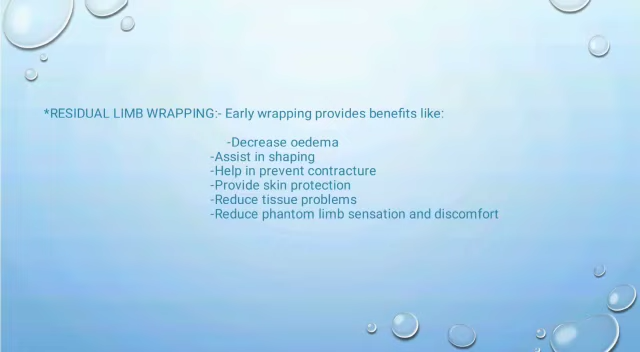 *RESIDUAL LIMB WRAPPING:- Early wrapping provides benefits like:
-Decrease oedema
-Assist in shaping
-Help in prevent contracture
-Provide skin protection
-Reduce tissue problems
-Reduce phantom limb sensation and discomfort